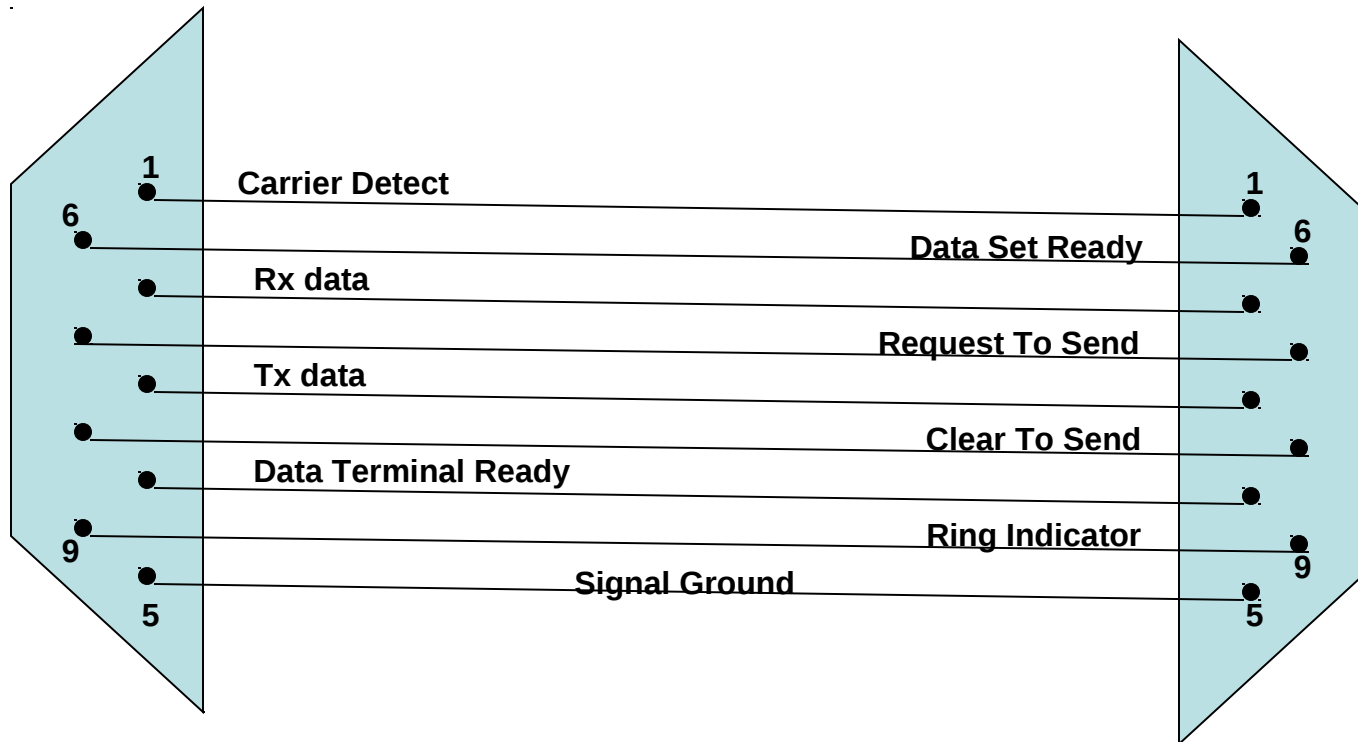 1
Carrier Detect
1
6
6
Data Set Ready
Rx data
Request To Send
Tx data
Clear To Send
Data Terminal Ready
Ring Indicator
9
9
Signal Ground
5
5